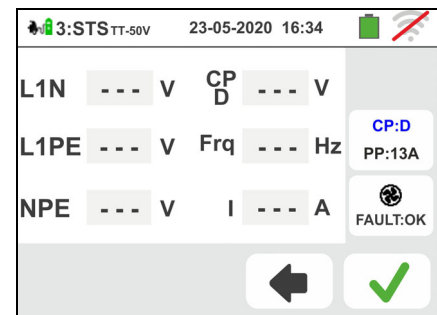 3:STS TT-50V 23-05-2020 16:34
L1N - - - V CP D - - - V
L1PE - - - V Frq - - - Hz
NPE - - - V I - - - A
CP:D
PP:13A
FAULT:OK